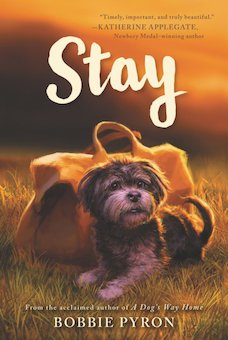 "Timely, important, and truly beautiful."
—KATHERINE APPLEGATE,
Newbery Medal–winning author
Stay
From the acclaimed author of A Dog's Way Home
BOBBIE PYRON